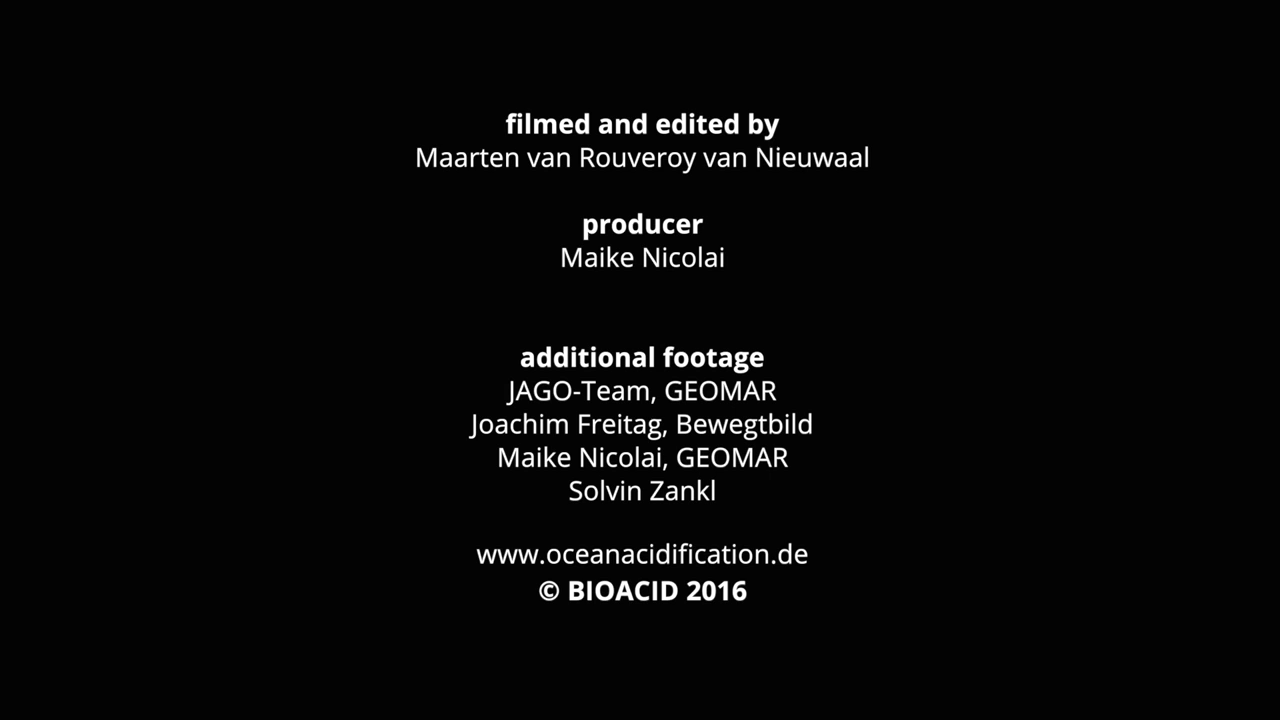 filmed and edited by
Maarten van Rouveroy van Nieuwaal
producer
Maike Nicolai
additional footage
JAGO-Team, GEOMAR
Joachim Freitag, Bewegtbild
Maike Nicolai, GEOMAR
Solvin Zankl
www.oceanacidification.de
© BIOACID 2016